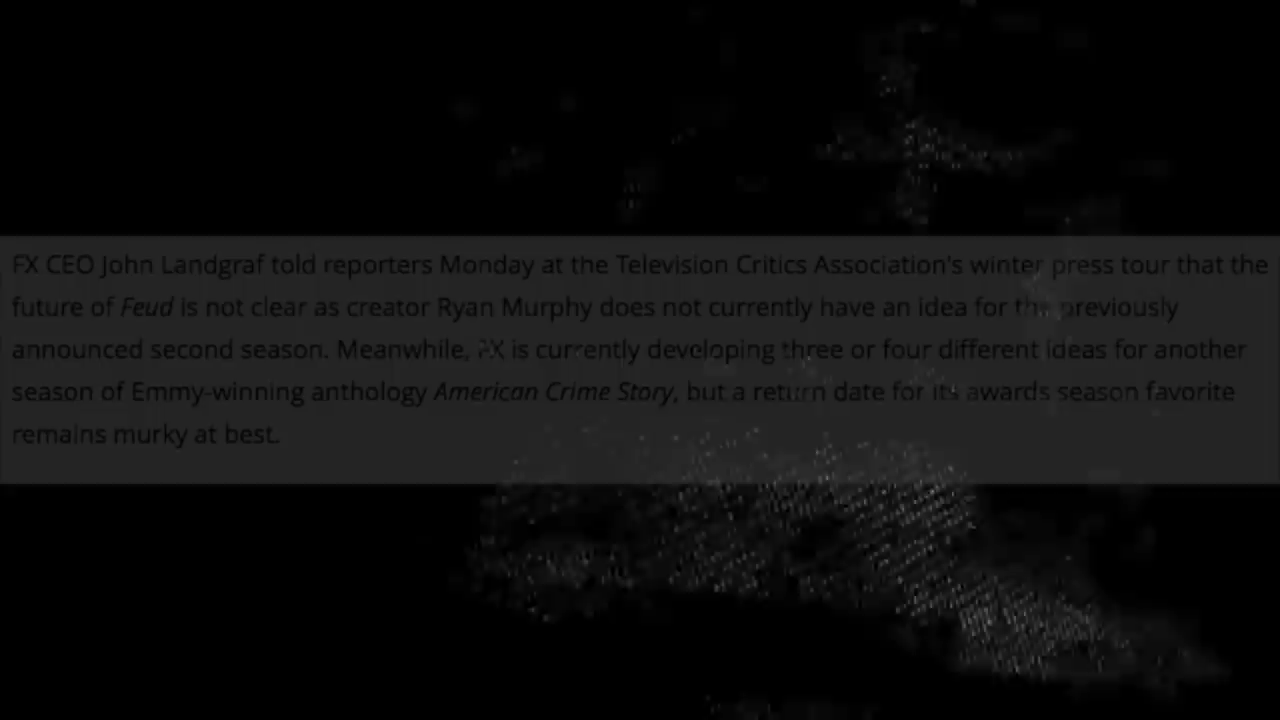 FX CEO John Landgraf told reporters Monday at the Television Critics Association's winter press tour that the
future of Feud is not clear as creator Ryan Murphy does not currently have an idea for the previously
announced second season. Meanwhile, FX is currently developing three or four different ideas for another
season of Emmy-winning anthology American Crime Story, but a return date for its awards season favorite
remains murky at best.